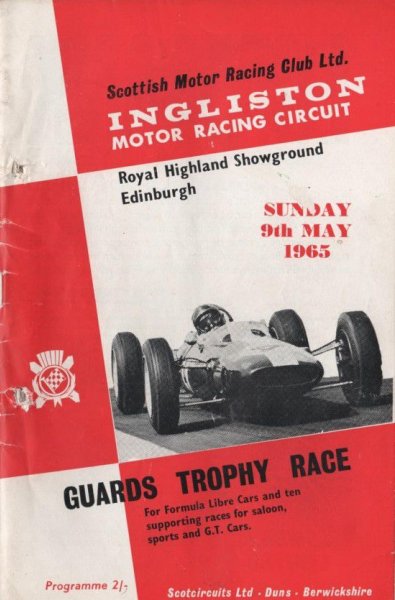 Scottish Motor Racing Club Ltd.
INGLISTON
MOTOR RACING CIRCUIT
Royal Highland Showground
Edinburgh
SUNDAY
9th MAY
1965
GUARDS TROPHY RACE
For Formula Libre Cars and ten
supporting races for saloon,
sports and G.T. Cars.
Programme 2/-
Scotcircuits Ltd - Duns - Berwickshire